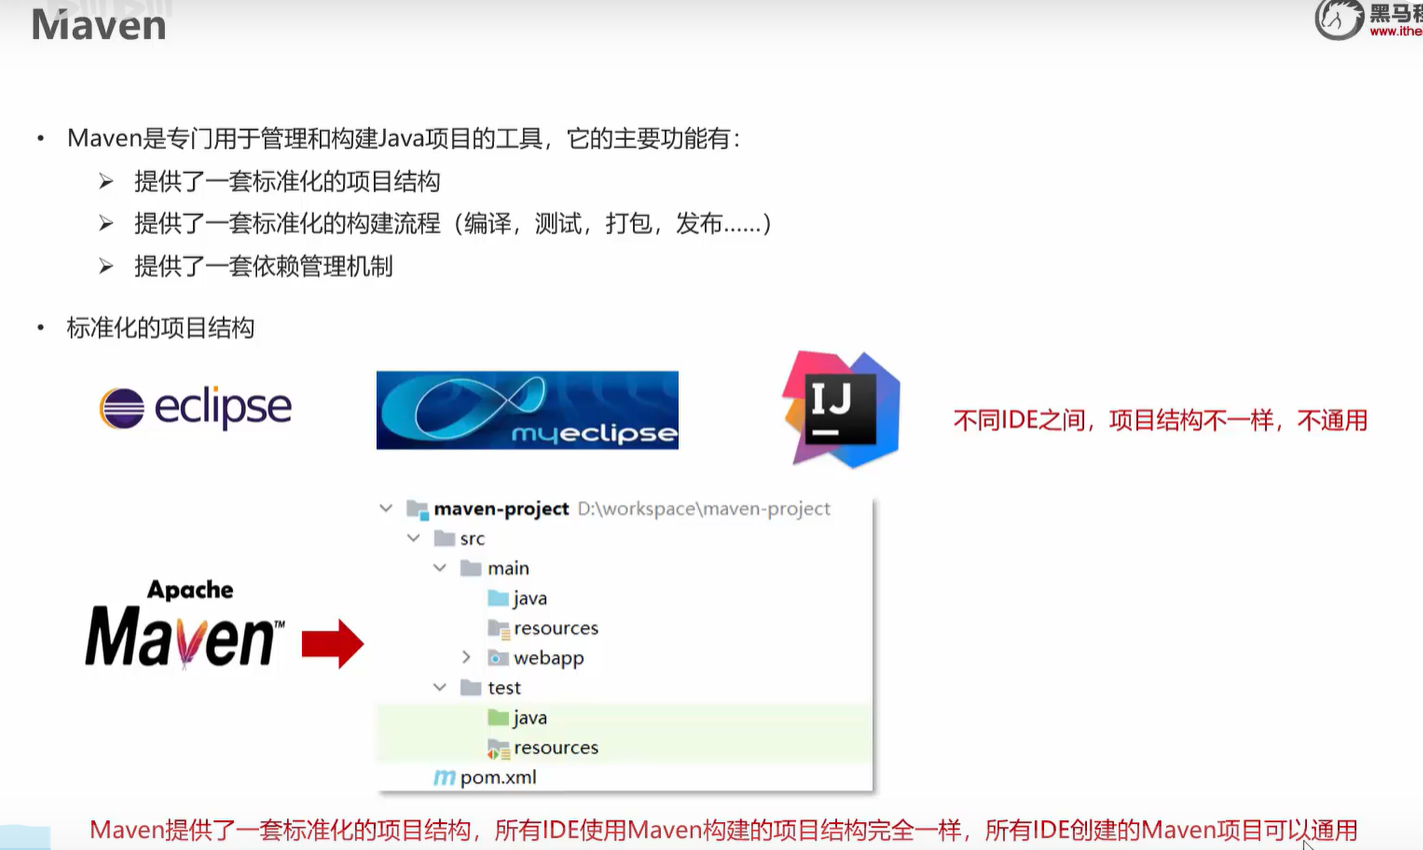 Maven
黑马程
www.ithe
• Maven是专门用于管理和构建Java项目的工具，它的主要功能有：
➢ 提供了一套标准化的项目结构
➢ 提供了一套标准化的构建流程（编译，测试，打包，发布......）
➢ 提供了一套依赖管理机制
• 标准化的项目结构
eclipse
myeclipse
IJ
不同IDE之间，项目结构不一样，不通用
maven-project D:\workspace\maven-project
src
main
java
resources
webapp
test
java
resources
pom.xml
Apache
Maven™
Maven提供了一套标准化的项目结构，所有IDE使用Maven构建的项目结构完全一样，所有IDE创建的Maven项目可以通用